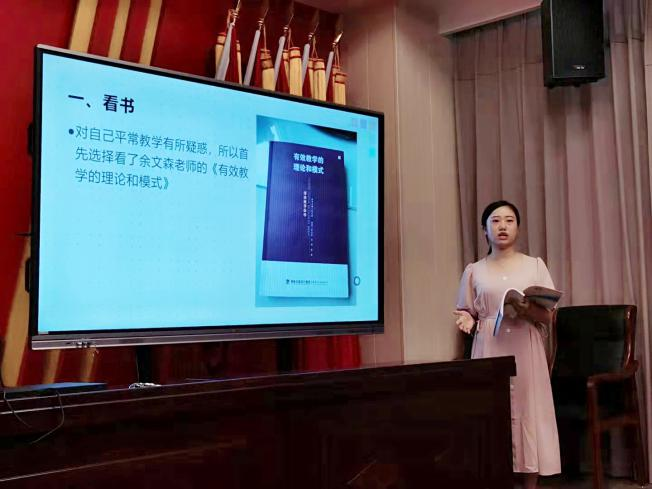 一、看书
•对自己平常教学有所疑惑，所以首
先选择看了余文森老师的《有效教
学的理论和模式》
有效教学的
理论和模式